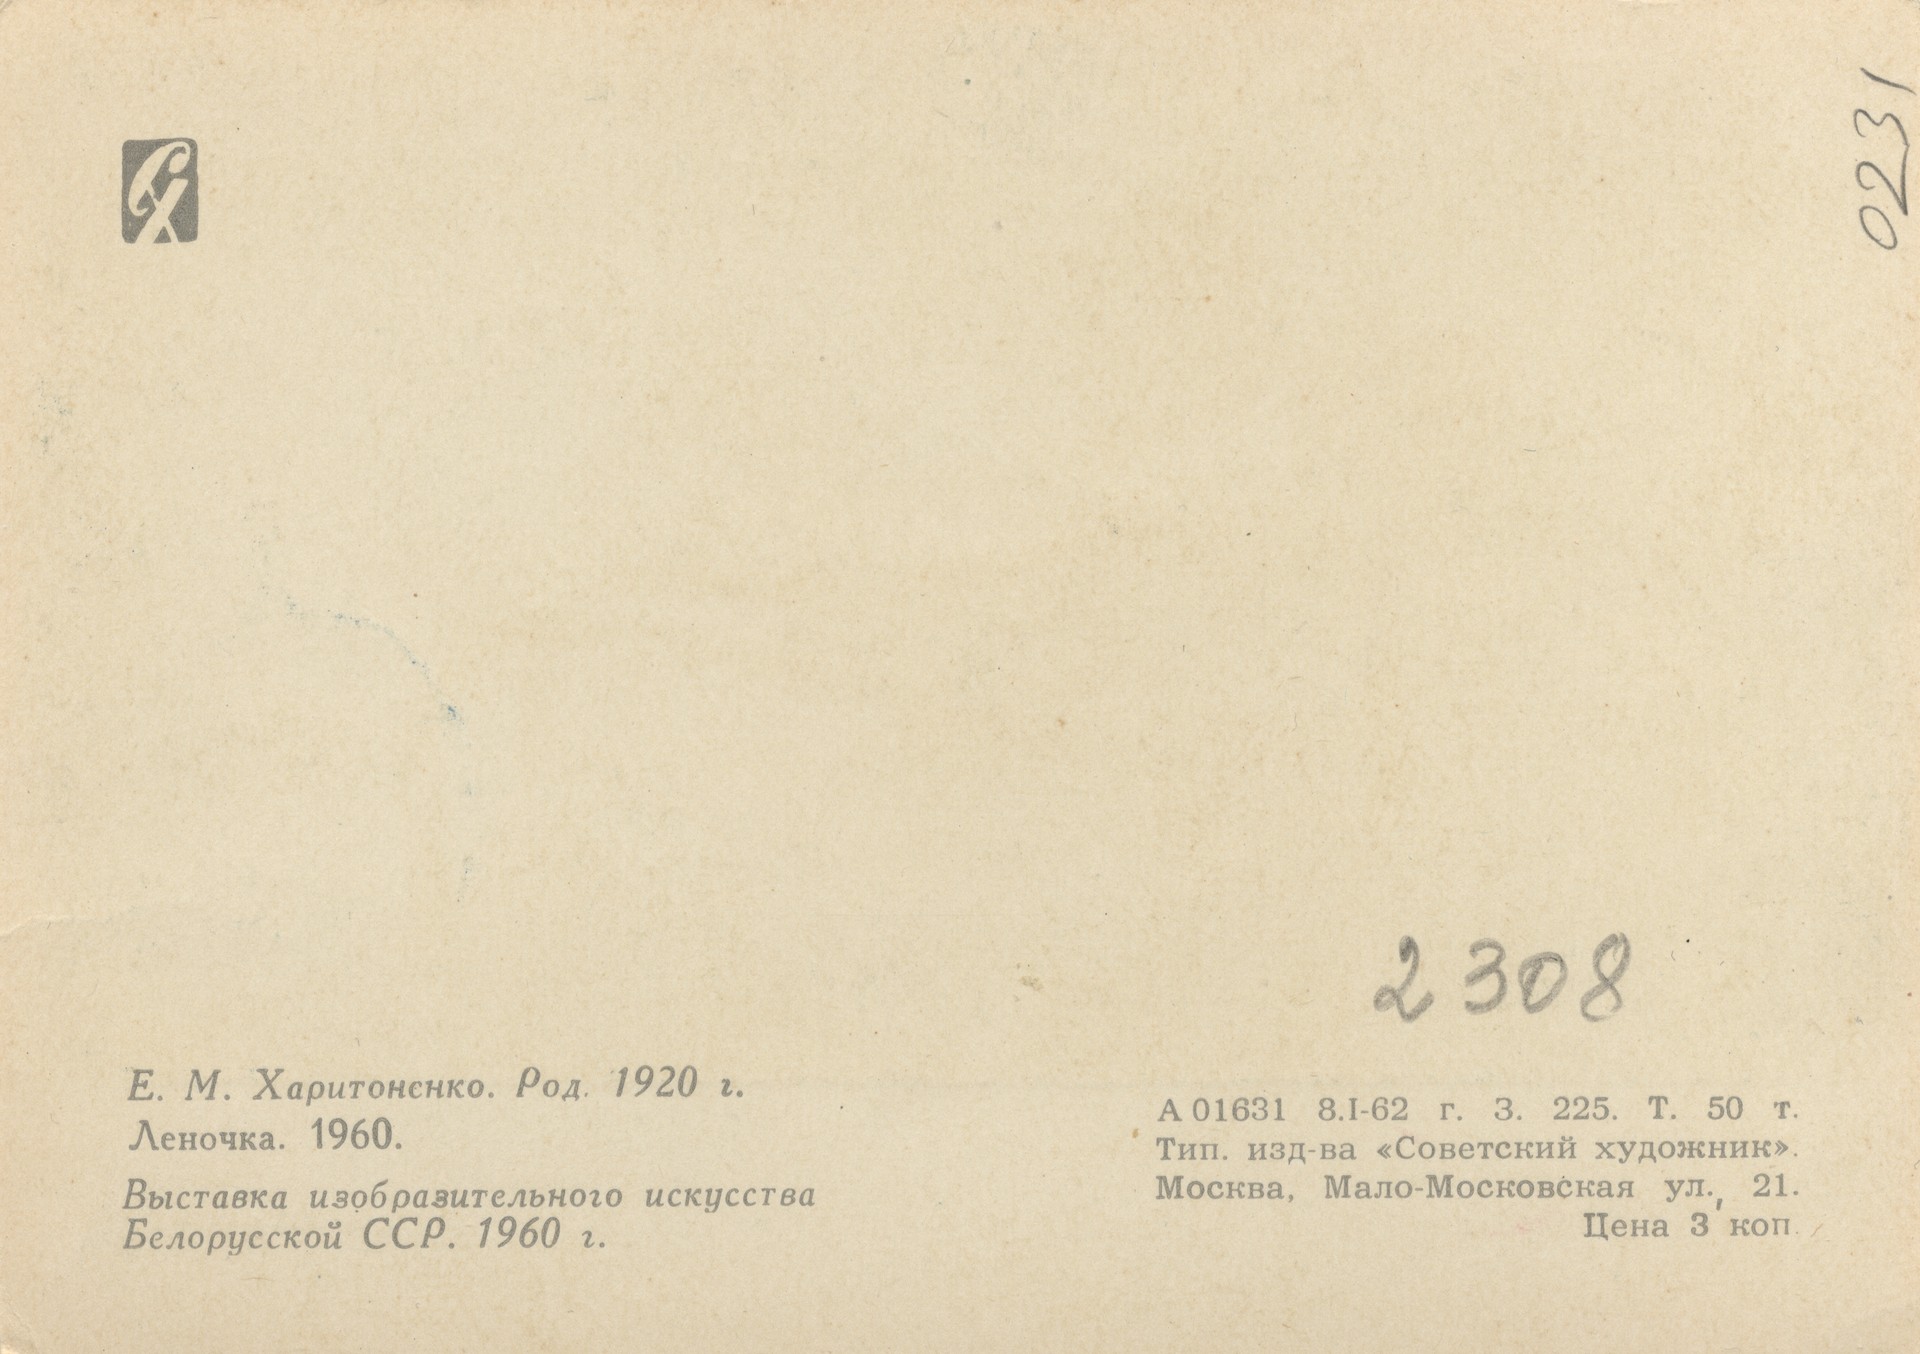 0231
2308
Е. М. Харитоненко. Род. 1920 г.
Леночка. 1960.
Выставка изобразительного искусства
Белорусской ССР. 1960 г.
А 01631 8.I-62 г. З. 225. Т. 50 т.
Тип. изд-ва «Советский художник».
Москва, Мало-Московская ул., 21.
Цена 3 коп.